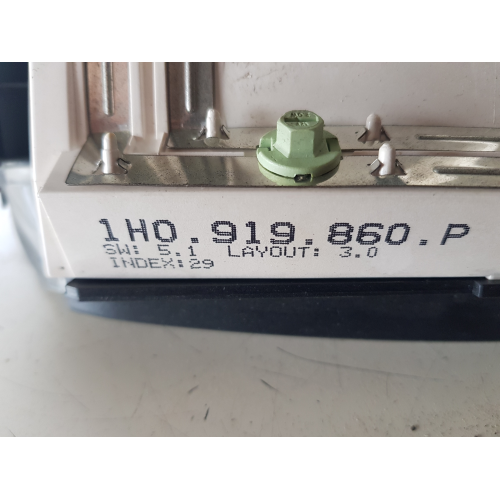 1H0.919.860.P
SW: 5.1 LAYOUT: 3.0
INDEX:29